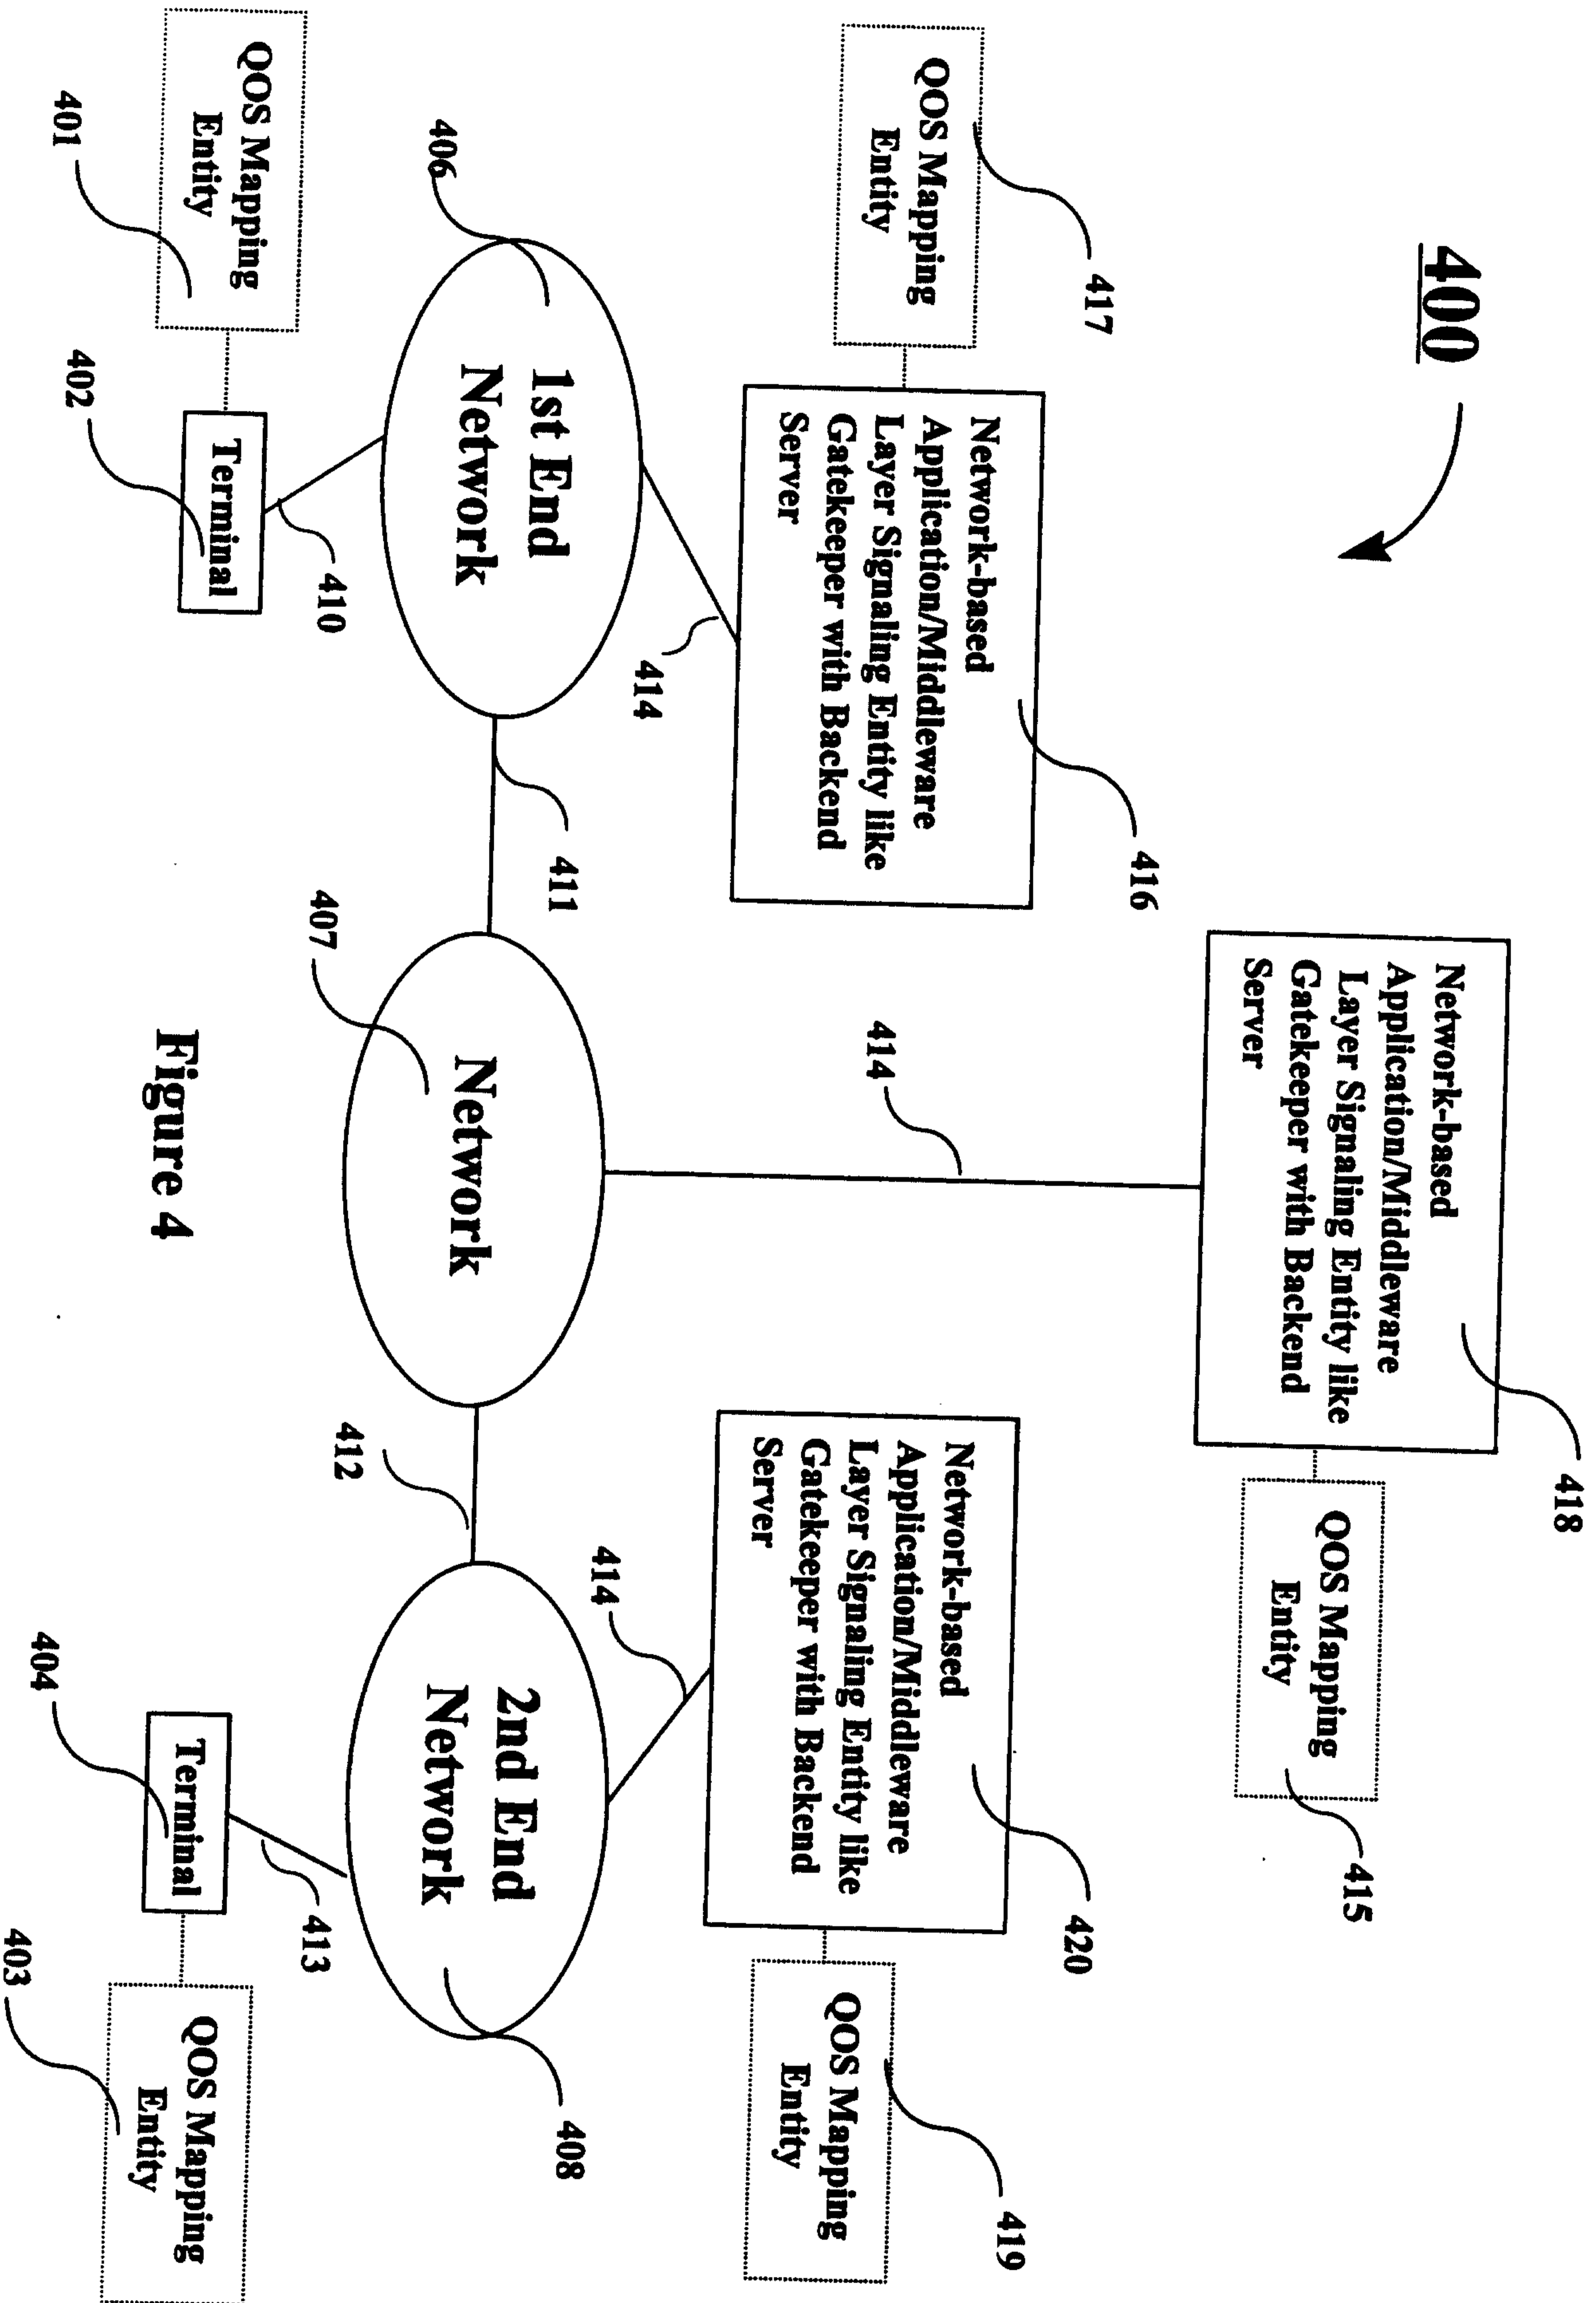 400
418
Network-based
Application/Middleware
Layer Signaling Entity like
Gatekeeper with Backend
Server
QOS Mapping
Entity
415
414
417
QOS Mapping
Entity
416
Network-based
Application/Middleware
Layer Signaling Entity like
Gatekeeper with Backend
Server
414
420
Network-based
Application/Middleware
Layer Signaling Entity like
Gatekeeper with Backend
Server
419
QOS Mapping
Entity
414
406
1st End
Network
411
407
Network
412
2nd End
Network
408
410
413
QOS Mapping
Entity
401
402
Terminal
404
Terminal
403
QOS Mapping
Entity
Figure 4